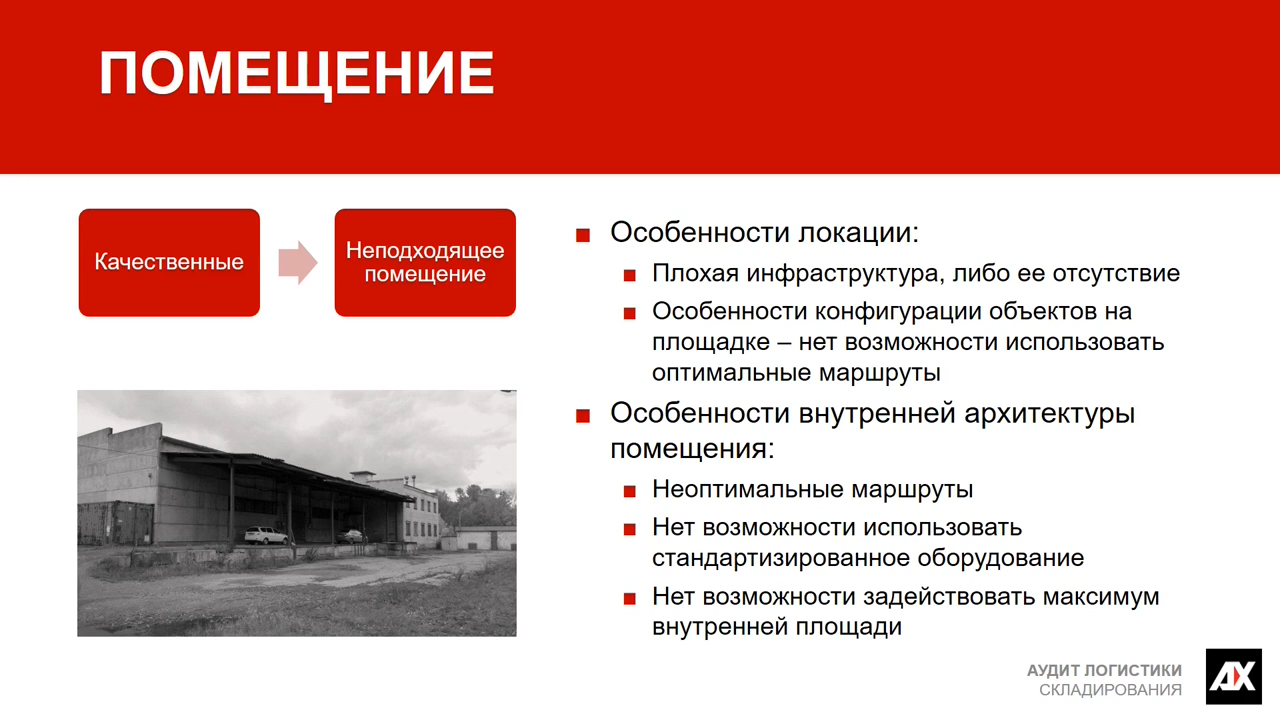 ПОМЕЩЕНИЕ
Качественные
Неподходящее
помещение
Особенности локации:
Плохая инфраструктура, либо ее отсутствие
Особенности конфигурации объектов на
площадке – нет возможности использовать
оптимальные маршруты
Особенности внутренней архитектуры
помещения:
Неоптимальные маршруты
Нет возможности использовать
стандартизированное оборудование
Нет возможности задействовать максимум
внутренней площади
АУДИТ ЛОГИСТИКИ
СКЛАДИРОВАНИЯ
АХ